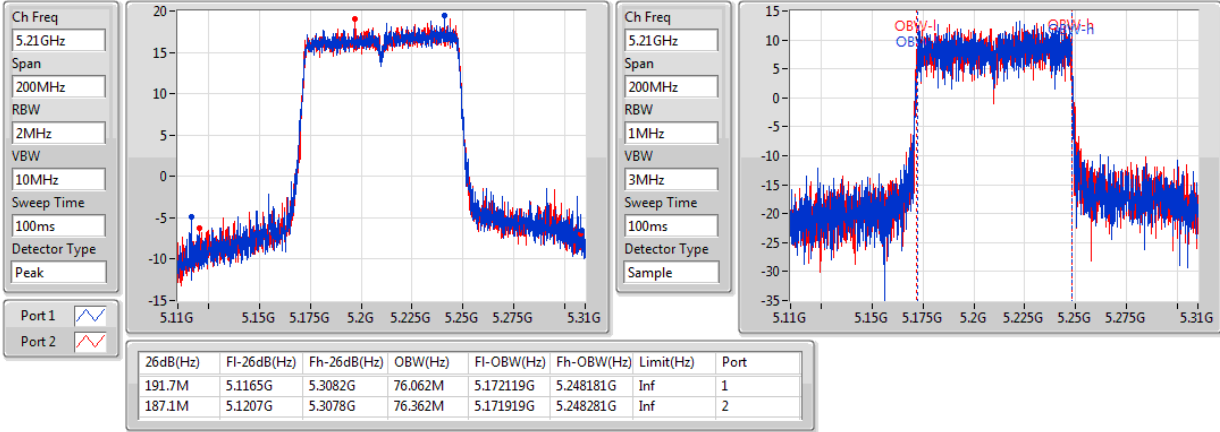 Ch Freq
5.21GHz
Span
200MHz
RBW
2MHz
VBW
10MHz
Sweep Time
100ms
Detector Type
Peak
Port 1
Port 2
20
15
10
5
0
-5
-10
-15
5.11G 5.15G 5.175G 5.2G 5.225G 5.25G 5.275G 5.31G
Ch Freq
5.21GHz
Span
200MHz
RBW
1MHz
VBW
3MHz
Sweep Time
100ms
Detector Type
Sample
15
10
5
0
-5
-10
-15
-20
-25
-30
-35
OBW-l OBW-h
5.11G 5.15G 5.175G 5.2G 5.225G 5.25G 5.275G 5.31G
26dB(Hz) Fl-26dB(Hz) Fh-26dB(Hz) OBW(Hz) Fl-OBW(Hz) Fh-OBW(Hz) Limit(Hz) Port
191.7M 5.1165G 5.3082G 76.062M 5.172119G 5.248181G Inf 1
187.1M 5.1207G 5.3078G 76.362M 5.171919G 5.248281G Inf 2